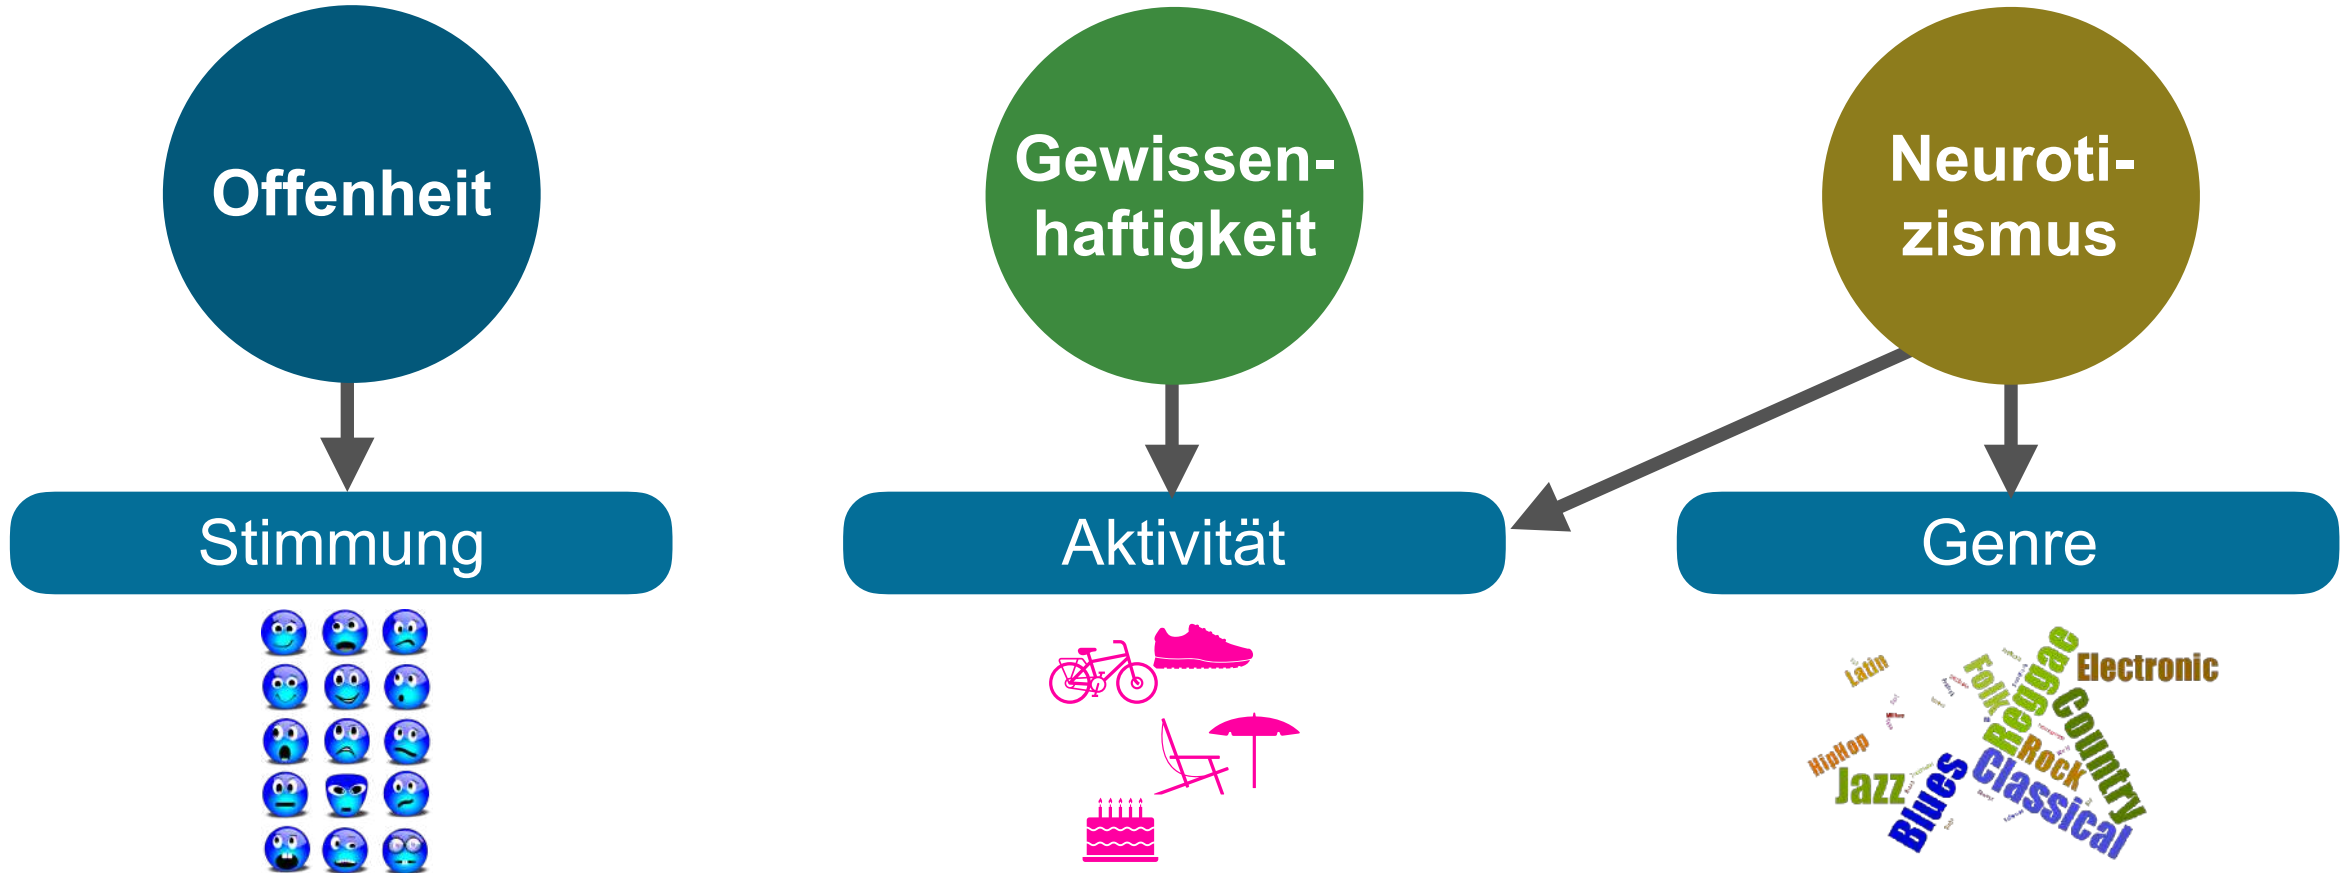 Offenheit
Gewissen-
haftigkeit
Neuroti-
zismus
Stimmung
Aktivität
Genre
Latin
Folk
Reggae
Electronic
Country
HipHop
Rock
Jazz
Blues
Classical